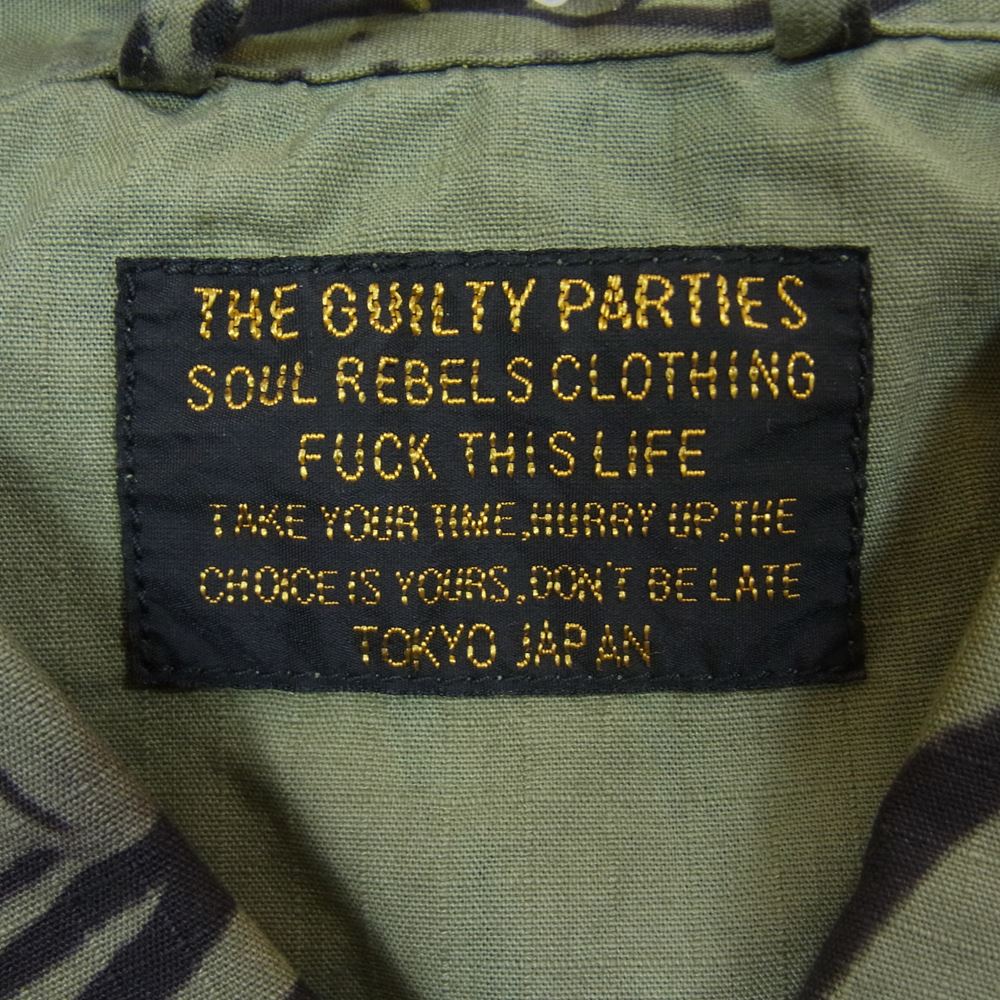 THE GUILTY PARTIES
SOUL REBELS CLOTHING
FUCK THIS LIFE
TAKE YOUR TIME,HURRY UP,THE
CHOICE IS YOURS,DON'T BE LATE
TOKYO JAPAN